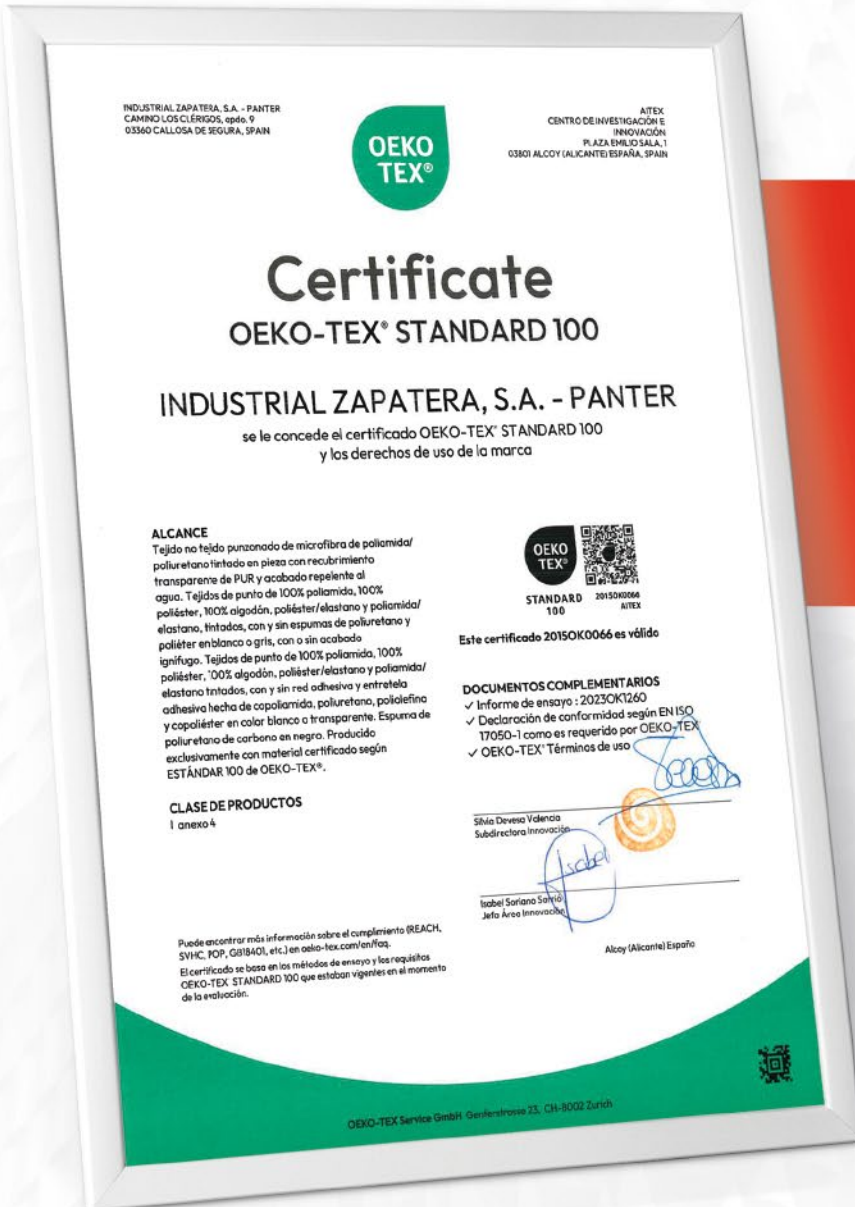 INDUSTRIAL ZAPATERA, S.A. - PANTER
CAMINO LOS CLÉRIGOS, apdo. 9
03360 CALLOSA DE SEGURA, SPAIN
OEKO
TEX®
AITEX
CENTRO DE INVESTIGACIÓN E
INNOVACIÓN
PLAZA EMILIO SALA, 1
03801 ALCOY (ALICANTE) ESPAÑA, SPAIN
Certificate
OEKO-TEX® STANDARD 100
INDUSTRIAL ZAPATERA, S.A. - PANTER
se le concede el certificado OEKO-TEX® STANDARD 100
y los derechos de uso de la marca
ALCANCE
Tejido no tejido punzonado de microfibra de poliamida/
poliuretano tintado en pieza con recubrimiento
transparente de PUR y acabado repelente al
agua. Tejidos de punto de 100% poliamida, 100%
poliéster, 100% algodón, poliéster/elastano y poliamida/
elastano, tintados, con y sin espumas de poliuretano y
poliéter en blanco o gris, con o sin acabado
ignífugo. Tejidos de punto de 100% poliamida, 100%
poliéster, 100% algodón, poliéster/elastano y poliamida/
elastano tintados, con y sin red adhesiva y entretela
adhesiva hecha de copoliamida, poliuretano, poliolefina
y copoliéster en color blanco o transparente. Espuma de
poliuretano de carbono en negro. Producido
exclusivamente con material certificado según
ESTÁNDAR 100 de OEKO-TEX®.
CLASE DE PRODUCTOS
I anexo 4
OEKO
TEX®
STANDARD
100
2015OK0066
AITEX
Este certificado 2015OK0066 es válido
DOCUMENTOS COMPLEMENTARIOS
✓ Informe de ensayo : 2023OK1260
✓ Declaración de conformidad según EN ISO
17050-1 como es requerido por OEKO-TEX
✓ OEKO-TEX® Términos de uso
Silvia Devesa Valencia
Subdirectora Innovación
Isabel
Isabel Soriano Sarrió
Jefa Área Innovación
Alcoy (Alicante) España
Puede encontrar más información sobre el cumplimiento (REACH,
SVHC, POP, GB18401, etc.) en oeko-tex.com/en/faq.
El certificado se basa en los métodos de ensayo y los requisitos
OEKO-TEX® STANDARD 100 que estaban vigentes en el momento
de la evaluación.
OEKO-TEX Service GmbH Genferstrasse 23, CH-8002 Zurich